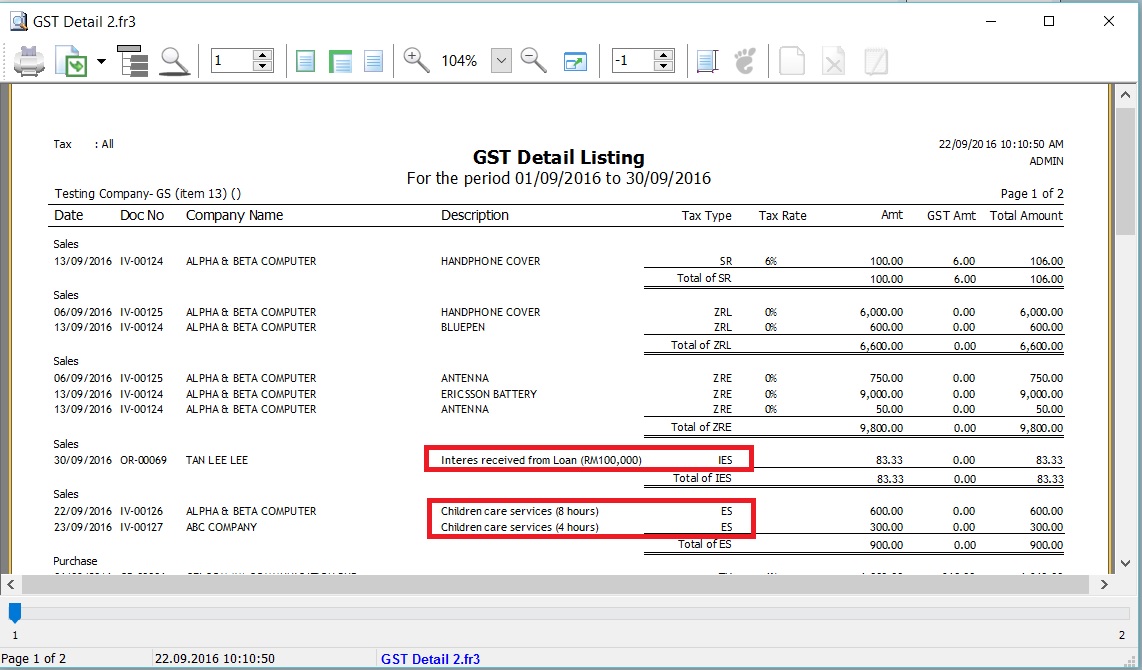 GST Detail 2.fr3
1 104% -1
Tax : All 22/09/2016 10:10:50 AM
GST Detail Listing ADMIN
For the period 01/09/2016 to 30/09/2016
Testing Company- GS (item 13) () Page 1 of 2
Date Doc No Company Name Description Tax Type Tax Rate Amt GST Amt Total Amount
Sales
13/09/2016 IV-00124 ALPHA & BETA COMPUTER HANDPHONE COVER SR 6% 100.00 6.00 106.00
Total of SR 100.00 6.00 106.00
Sales
06/09/2016 IV-00125 ALPHA & BETA COMPUTER HANDPHONE COVER ZRL 0% 6,000.00 0.00 6,000.00
13/09/2016 IV-00124 ALPHA & BETA COMPUTER BLUEPEN ZRL 0% 600.00 0.00 600.00
Total of ZRL 6,600.00 0.00 6,600.00
Sales
06/09/2016 IV-00125 ALPHA & BETA COMPUTER ANTENNA ZRE 0% 750.00 0.00 750.00
13/09/2016 IV-00124 ALPHA & BETA COMPUTER ERICSSON BATTERY ZRE 0% 9,000.00 0.00 9,000.00
13/09/2016 IV-00124 ALPHA & BETA COMPUTER ANTENNA ZRE 0% 50.00 0.00 50.00
Total of ZRE 9,800.00 0.00 9,800.00
Sales
30/09/2016 OR-00069 TAN LEE LEE Interes received from Loan (RM100,000) IES 83.33 0.00 83.33
Total of IES 83.33 0.00 83.33
Sales
22/09/2016 IV-00126 ALPHA & BETA COMPUTER Children care services (8 hours) ES 600.00 0.00 600.00
23/09/2016 IV-00127 ABC COMPANY Children care services (4 hours) ES 300.00 0.00 300.00
Total of ES 900.00 0.00 900.00
Purchase
1 2
Page 1 of 2 22.09.2016 10:10:50 GST Detail 2.fr3